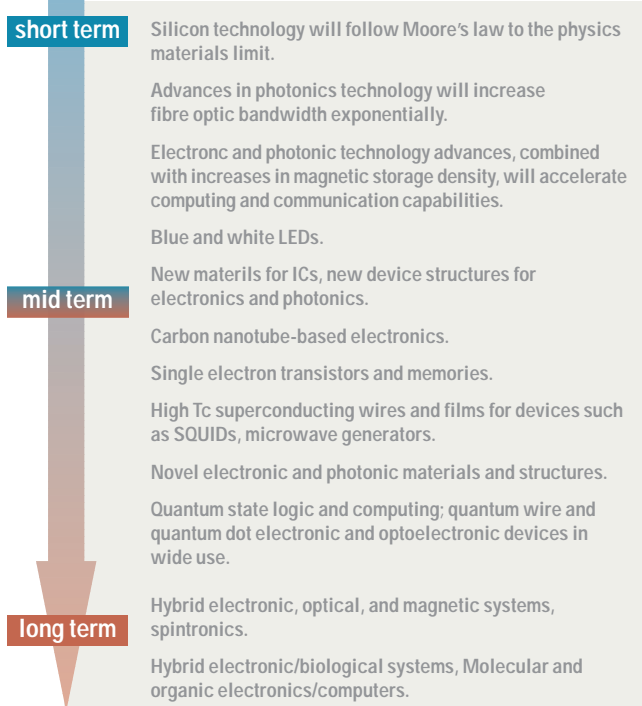 short term
Silicon technology will follow Moore's law to the physics
materials limit.
Advances in photonics technology will increase
fibre optic bandwidth exponentially.
Electronc and photonic technology advances, combined
with increases in magnetic storage density, will accelerate
computing and communication capabilities.
Blue and white LEDs.
mid term
New materils for ICs, new device structures for
electronics and photonics.
Carbon nanotube-based electronics.
Single electron transistors and memories.
High Tc superconducting wires and films for devices such
as SQUIDs, microwave generators.
Novel electronic and photonic materials and structures.
Quantum state logic and computing; quantum wire and
quantum dot electronic and optoelectronic devices in
wide use.
long term
Hybrid electronic, optical, and magnetic systems,
spintronics.
Hybrid electronic/biological systems, Molecular and
organic electronics/computers.